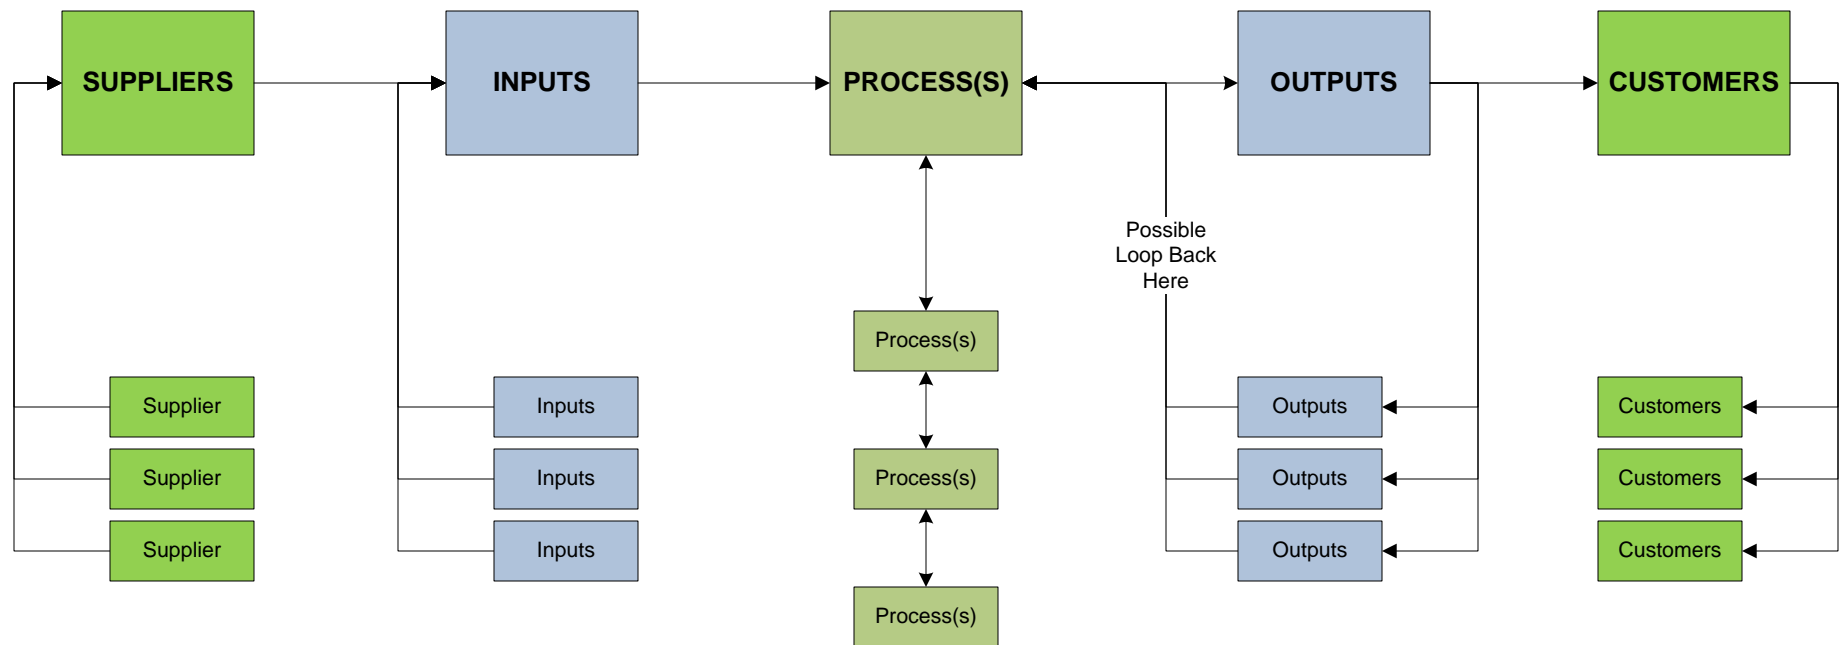 SUPPLIERS
INPUTS
PROCESS(S)
OUTPUTS
CUSTOMERS
Possible
Loop Back
Here
Process(s)
Supplier
Inputs
Outputs
Customers
Supplier
Inputs
Process(s)
Outputs
Customers
Supplier
Inputs
Outputs
Customers
Process(s)